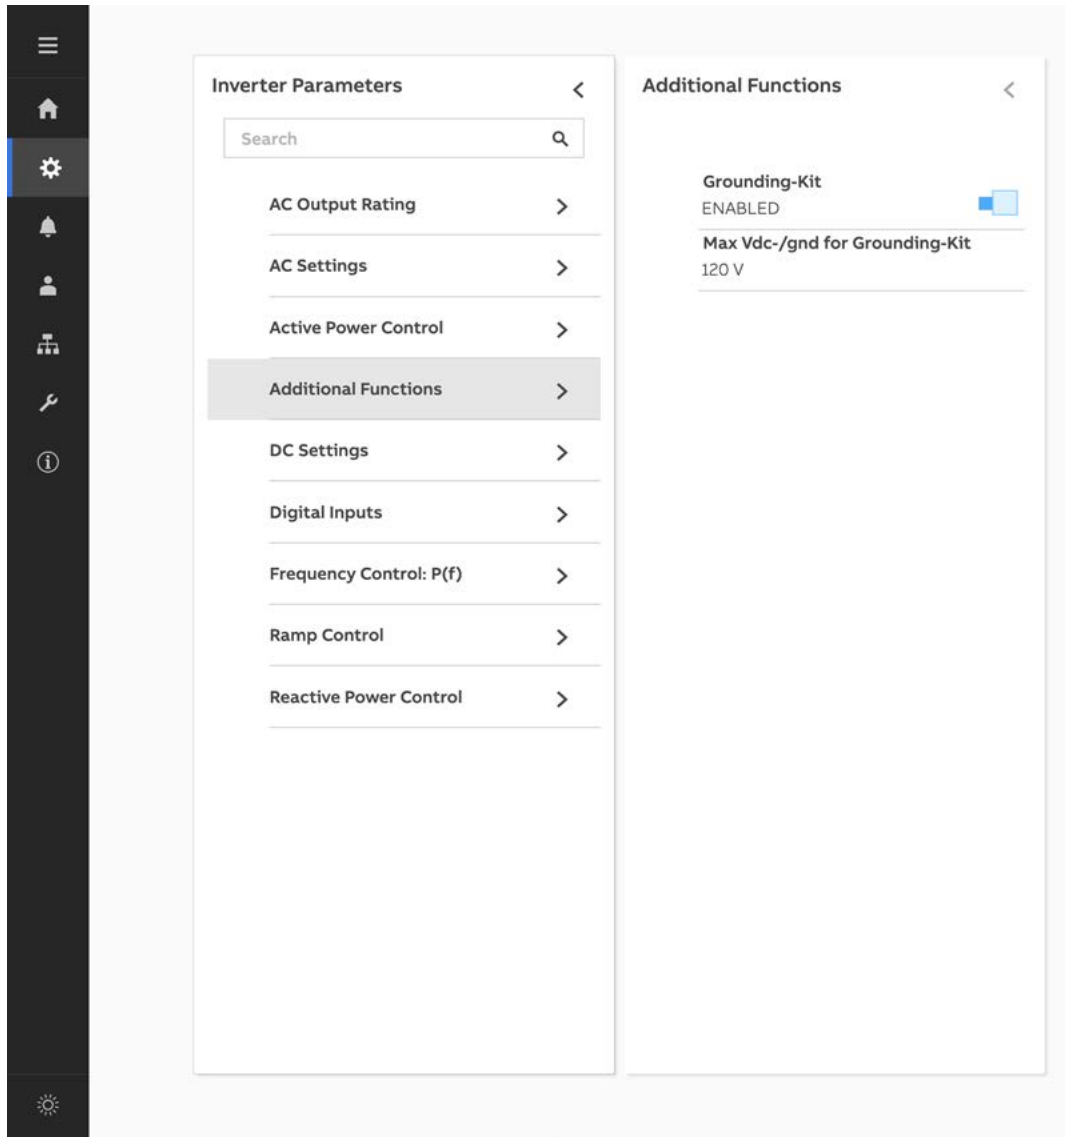 Inverter Parameters
Search
AC Output Rating
AC Settings
Active Power Control
Additional Functions
DC Settings
Digital Inputs
Frequency Control: P(f)
Ramp Control
Reactive Power Control
Additional Functions
Grounding-Kit
ENABLED
Max Vdc-/gnd for Grounding-Kit
120 V